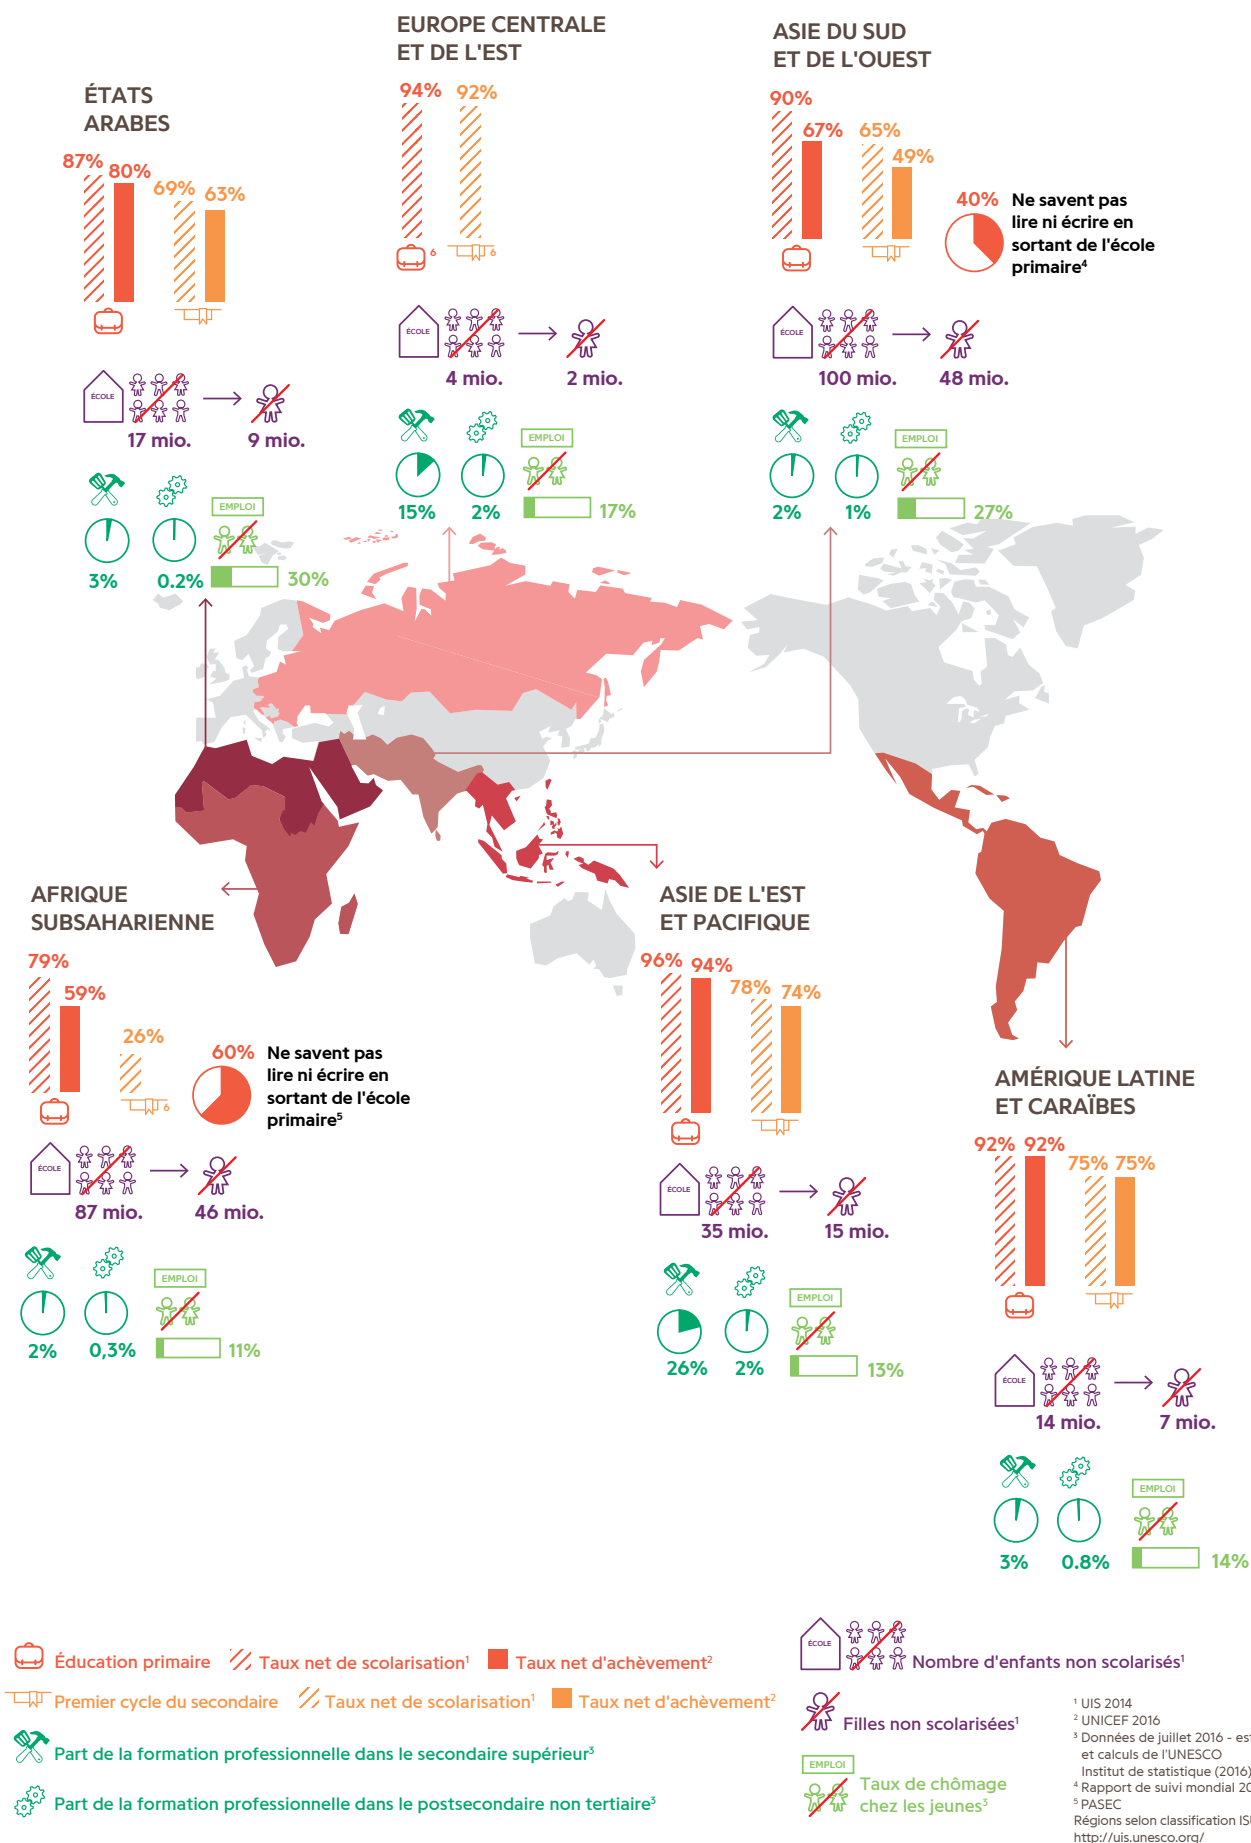 EUROPE CENTRALE
ET DE L'EST
94% 92%
6 6
ÉCOLE
4 mio. 2 mio.
EMPLOI
15% 2% 17%
ASIE DU SUD
ET DE L'OUEST
90%
67% 65%
49%
40% Ne savent pas
lire ni écrire en
sortant de l'école
primaire⁴
ÉCOLE
100 mio. 48 mio.
EMPLOI
2% 1% 27%
ÉTATS
ARABES
87% 80%
69% 63%
ÉCOLE
17 mio. 9 mio.
EMPLOI
3% 0.2% 30%
AFRIQUE
SUBSAHARIENNE
79%
59%
26%
6
60% Ne savent pas
lire ni écrire en
sortant de l'école
primaire⁵
ÉCOLE
87 mio. 46 mio.
EMPLOI
2% 0,3% 11%
ASIE DE L'EST
ET PACIFIQUE
96% 94%
78% 74%
ÉCOLE
35 mio. 15 mio.
EMPLOI
26% 2% 13%
AMÉRIQUE LATINE
ET CARAÏBES
92% 92%
75% 75%
ÉCOLE
14 mio. 7 mio.
EMPLOI
3% 0.8% 14%
Éducation primaire Taux net de scolarisation¹ Taux net d'achèvement²
Premier cycle du secondaire Taux net de scolarisation¹ Taux net d'achèvement²
Part de la formation professionnelle dans le secondaire supérieur³
Part de la formation professionnelle dans le postsecondaire non tertiaire³
ÉCOLE
Nombre d'enfants non scolarisés¹
Filles non scolarisées¹
EMPLOI
Taux de chômage
chez les jeunes³
¹ UIS 2014
² UNICEF 2016
³ Données de juillet 2016 -
et calculs de l'UNESCO
Institut de statistique (2016)
⁴ Rapport de suivi mondial
⁵ PASEC
Régions selon classification
http://uis.unesco.org/